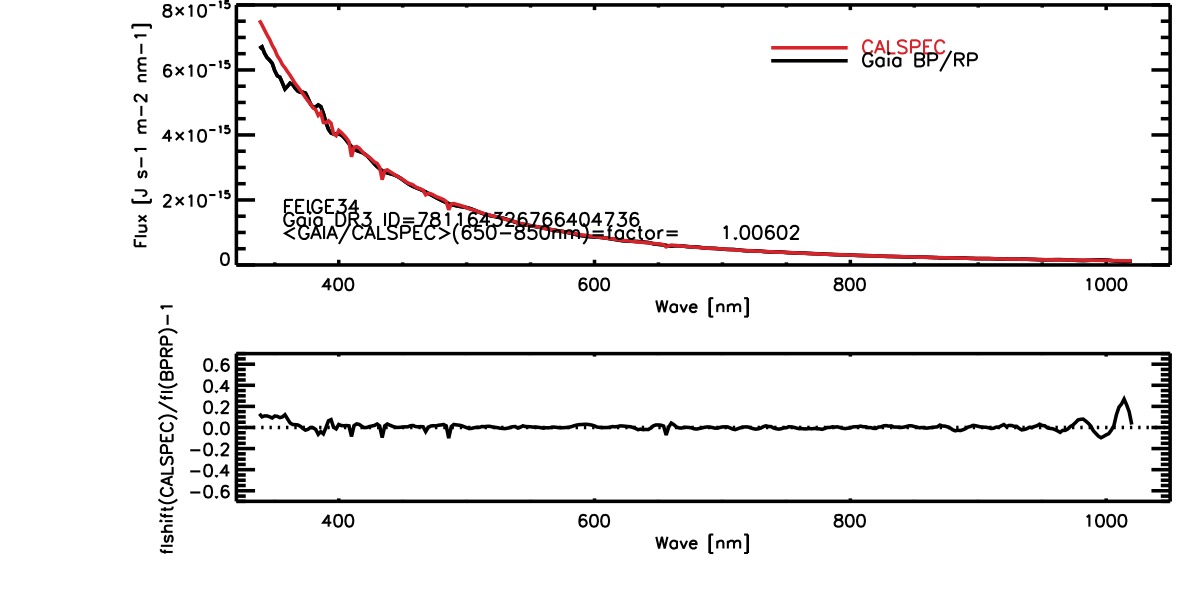 8×10-15
6×10-15
4×10-15
2×10-15
0
Flux [J s-1 m-2 nm-1]
CALSPEC
Gaia BP/RP
FEIGE34
Gaia DR3 ID=781164326766404736
<GAIA/CALSPEC>(650-850nm)=factor= 1.00602
400 600 800 1000
Wave [nm]
flshift(CALSPEC)/fl(BPRP)-1
0.6
0.4
0.2
0.0
-0.2
-0.4
-0.6
400 600 800 1000
Wave [nm]